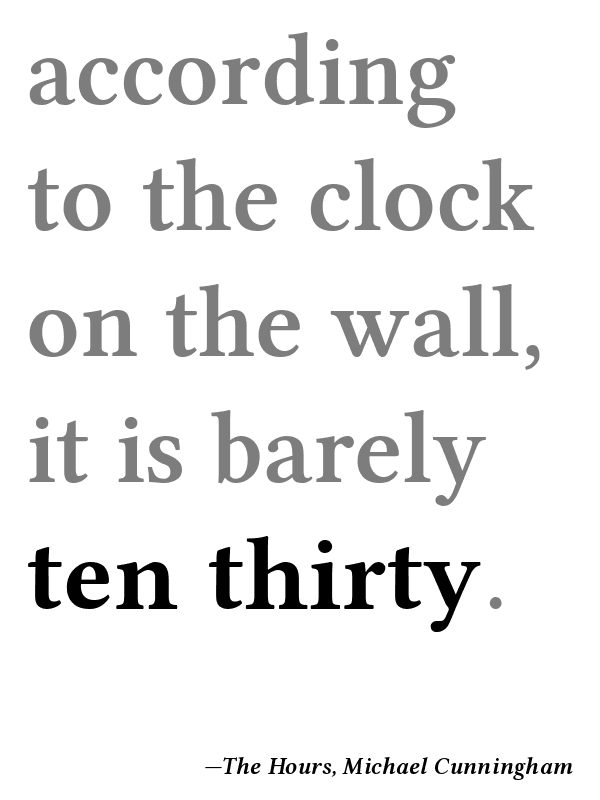 according
to the clock
on the wall,
it is barely
ten thirty.
—The Hours, Michael Cunningham